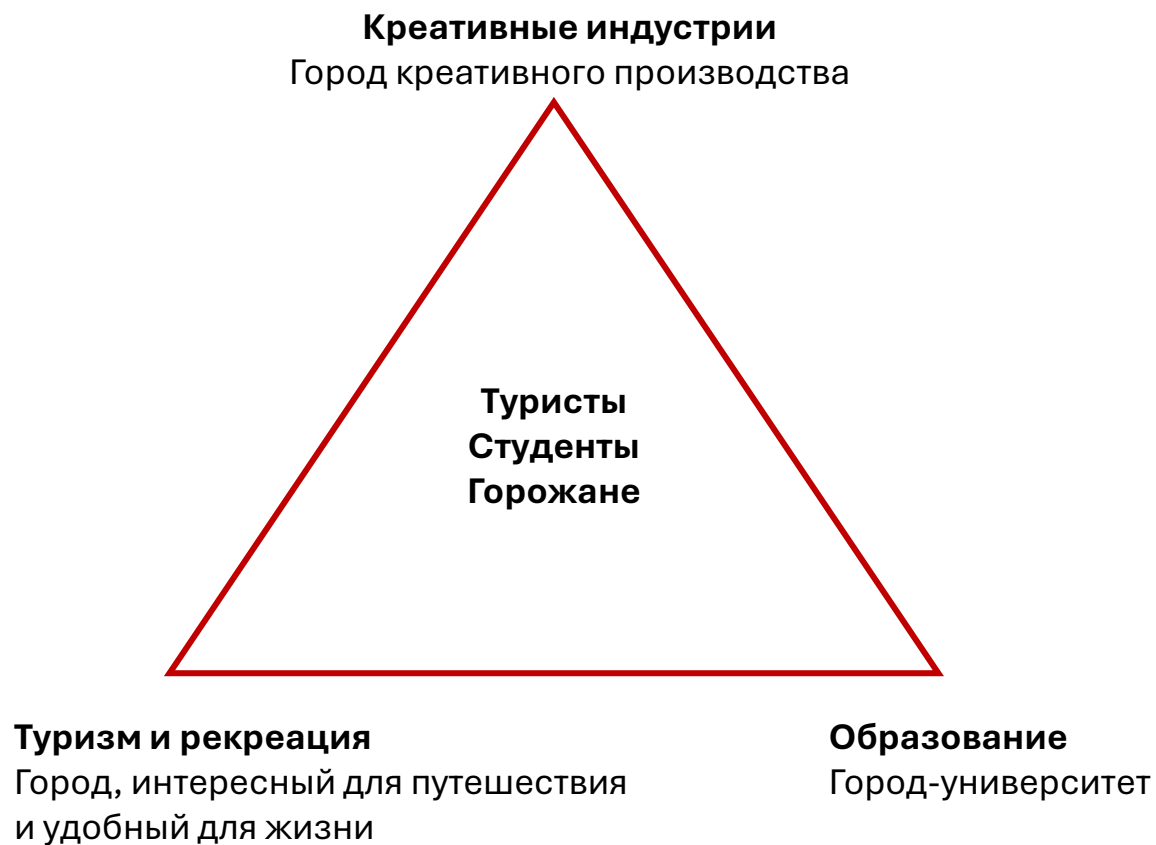 Креативные индустрии
Город креативного производства
Туристы
Студенты
Горожане
Туризм и рекреация
Город, интересный для путешествия
и удобный для жизни
Образование
Город-университет